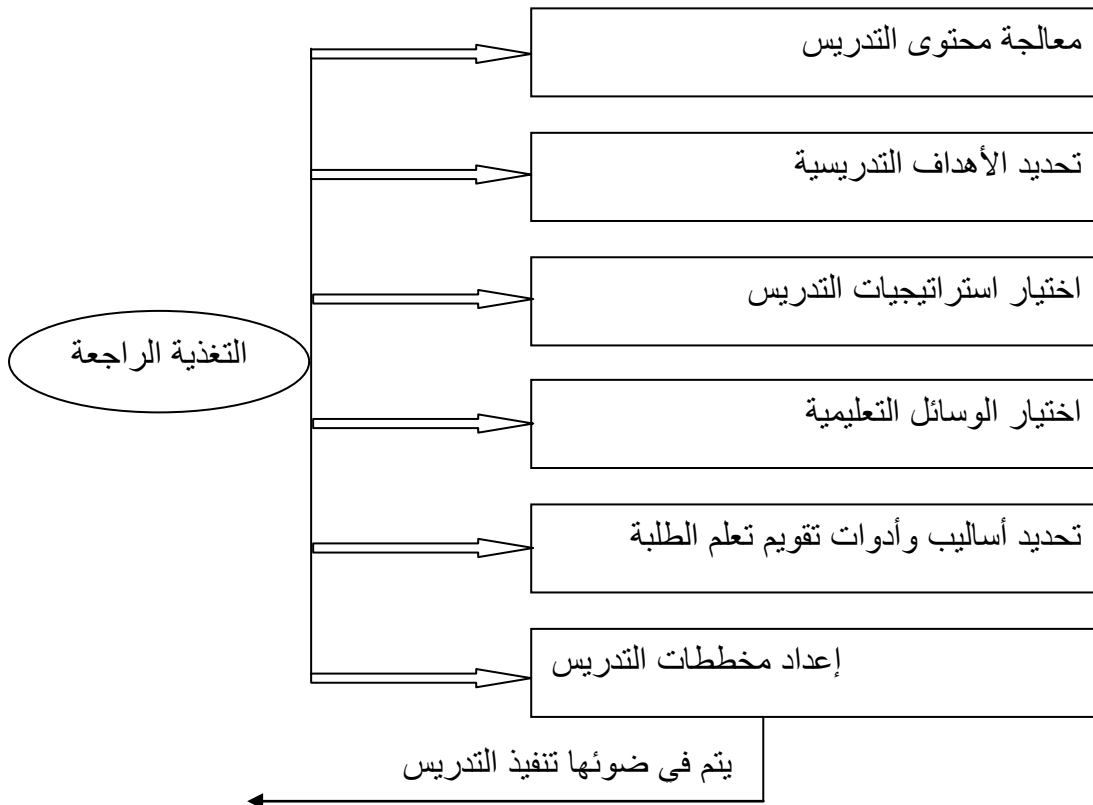 معالجة محتوى التدريس
تحديد الأهداف التدريسية
اختيار استراتيجيات التدريس
التغذية الراجعة
اختيار الوسائل التعليمية
تحديد أساليب وأدوات تقويم تعلم الطلبة
إعداد مخططات التدريس
يتم في ضوئها تنفيذ التدريس